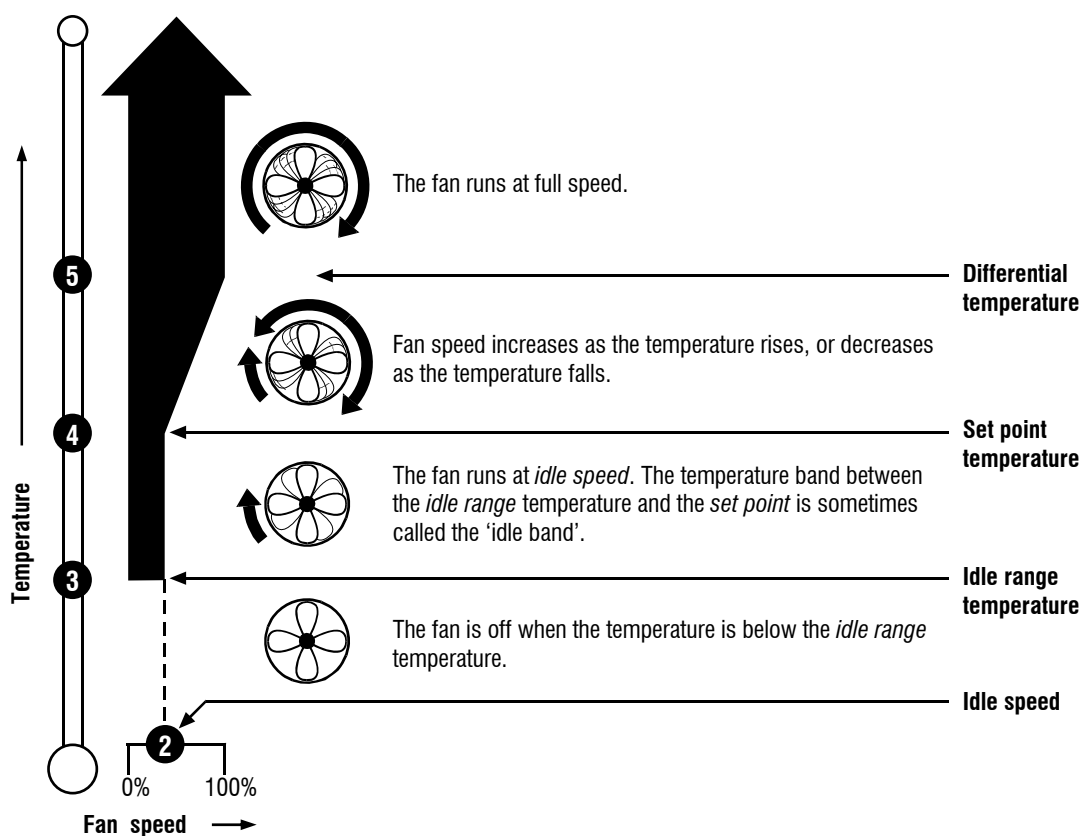 The fan runs at full speed.
5
Differential
temperature
Fan speed increases as the temperature rises, or decreases
as the temperature falls.
4
Set point
temperature
The fan runs at idle speed. The temperature band between
the idle range temperature and the set point is sometimes
called the ‘idle band’.
Temperature
3
Idle range
temperature
The fan is off when the temperature is below the idle range
temperature.
Idle speed
2
0% 100%
Fan speed